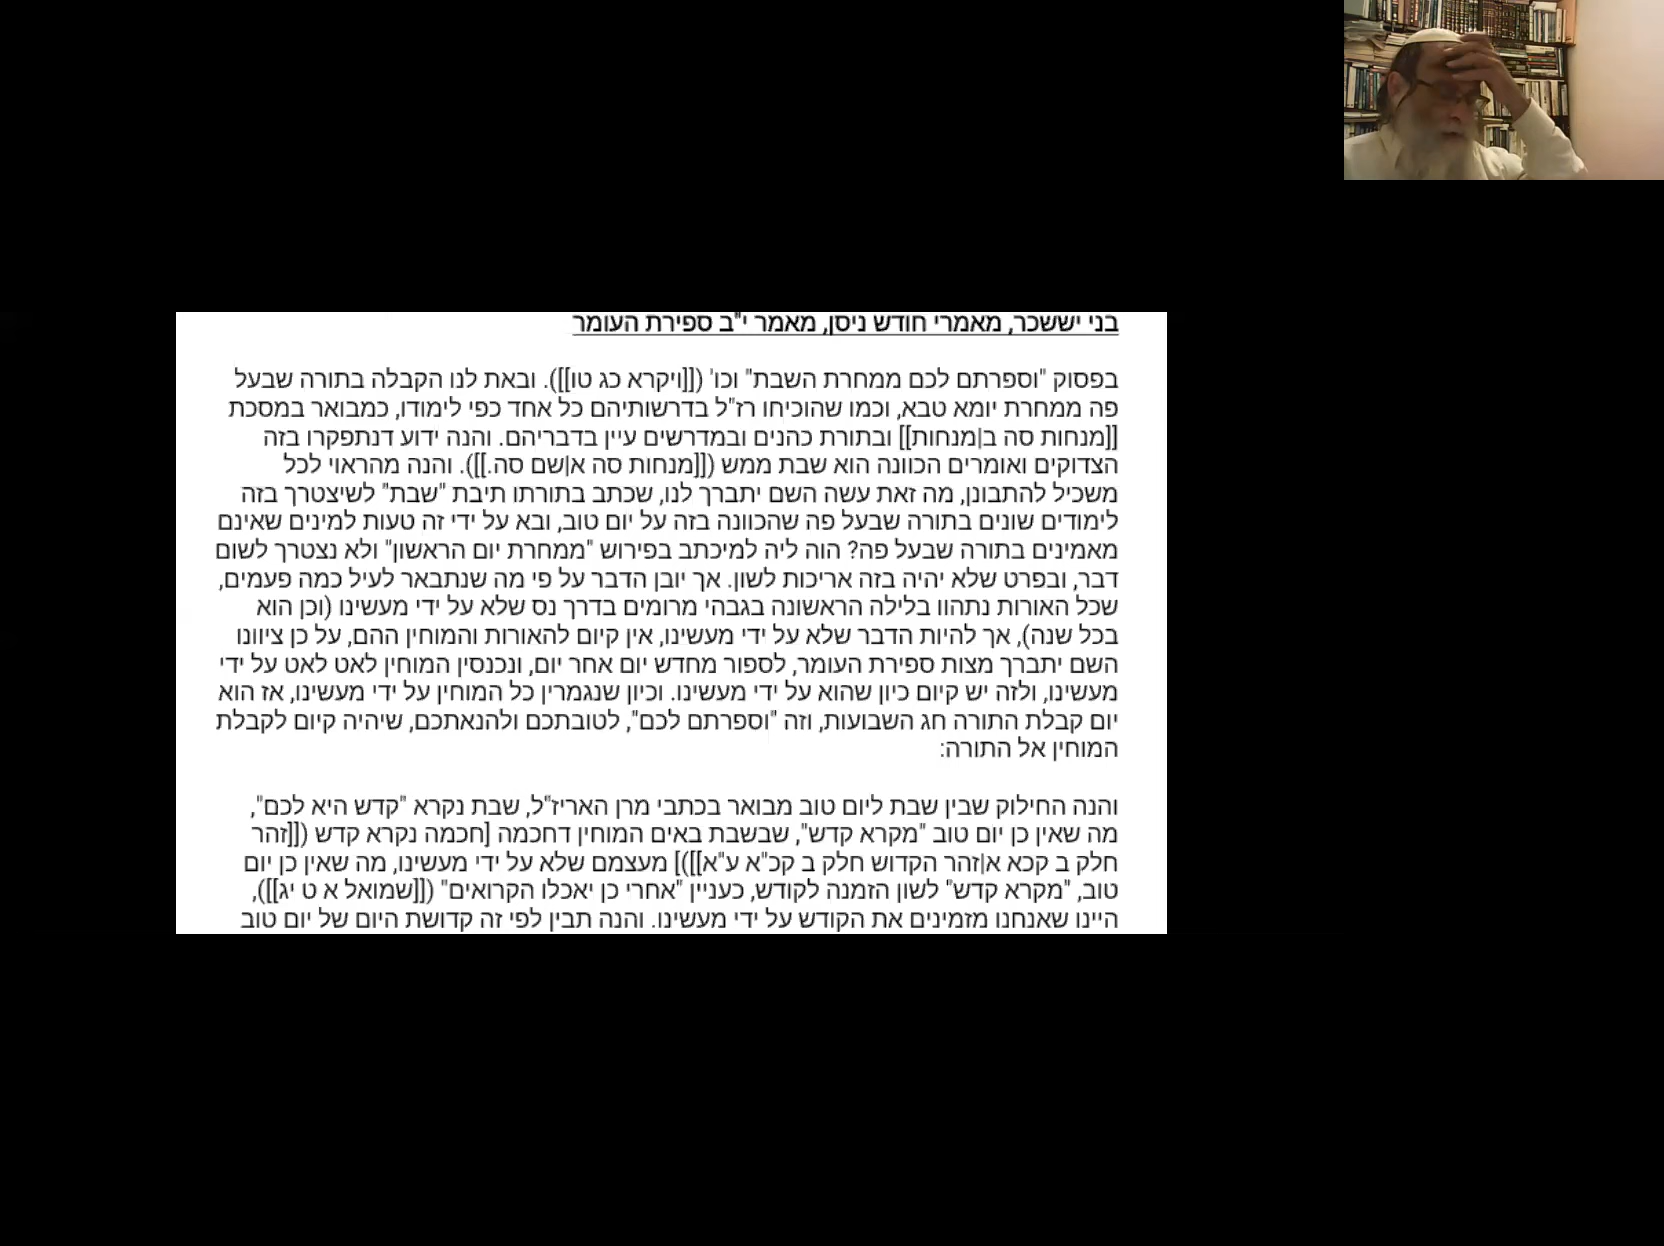 בני יששכר, מאמרי חודש ניסן, מאמר י"ב ספירת העומר
בפסוק "וספרתם לכם ממחרת השבת" וכו' ([[ויקרא כג טו]]). ובאת לנו הקבלה בתורה שבעל
פה ממחרת יומא טבא, וכמו שהוכיחו רז"ל בדרשותיהם כל אחד כפי לימודו, כמבואר במסכת
[[מנחות סה ב|מנחות]] ובתורת כהנים ובמדרשים עיין בדבריהם. והנה ידוע דנתפקרו בזה
הצדוקים ואומרים הכוונה הוא שבת ממש ([[מנחות סה א|שם סה.]]). והנה מהראוי לכל
משכיל להתבונן, מה זאת עשה השם יתברך לנו, שכתב בתורתו תיבת "שבת" לשיצטרך בזה
לימודים שונים בתורה שבעל פה שהכוונה בזה על יום טוב, ובא על ידי זה טעות למינים שאינם
מאמינים בתורה שבעל פה? הוה ליה למיכתב בפירוש "ממחרת יום הראשון" ולא נצטרך לשום
דבר, ובפרט שלא יהיה בזה אריכות לשון. אך יובן הדבר על פי מה שנתבאר לעיל כמה פעמים,
שכל האורות נתהוו בלילה הראשונה בגבהי מרומים בדרך נס שלא על ידי מעשינו (וכן הוא
בכל שנה), אך להיות הדבר שלא על ידי מעשינו, אין קיום להאורות והמוחין ההם, על כן ציוונו
השם יתברך מצות ספירת העומר, לספור מחדש יום אחר יום, ונכנסין המוחין לאט לאט על ידי
מעשינו, ולזה יש קיום כיון שהוא על ידי מעשינו. וכיון שנגמרין כל המוחין על ידי מעשינו, אז הוא
יום קבלת התורה חג השבועות, וזה "וספרתם לכם", לטובתכם ולהנאתכם, שיהיה קיום לקבלת
המוחין אל התורה:
והנה החילוק שבין שבת ליום טוב מבואר בכתבי מרן האריז"ל, שבת נקרא "קדש היא לכם",
מה שאין כן יום טוב "מקרא קדש", שבשבת באים המוחין דחכמה [חכמה נקרא קדש ([[זהר
חלק ב קכא א|זהר הקדוש חלק ב קכ"א ע"א]])] מעצמם שלא על ידי מעשינו, מה שאין כן יום
טוב, "מקרא קדש" לשון הזמנה לקודש, כעניין "אחרי כן יאכלו הקרואים" ([[שמואל א ט יג]]),
היינו שאנחנו מזמינים את הקודש על ידי מעשינו. והנה תבין לפי זה קדושת היום של יום טוב